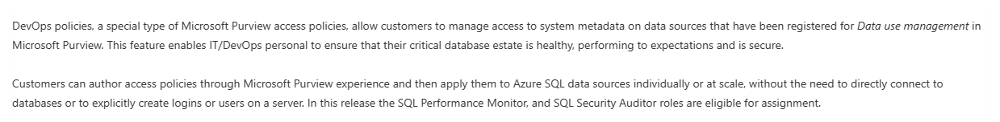 DevOps policies, a special type of Microsoft Purview access policies, allow customers to manage access to system metadata on data sources that have been registered for Data use management in
Microsoft Purview. This feature enables IT/DevOps personal to ensure that their critical database estate is healthy, performing to expectations and is secure.
Customers can author access policies through Microsoft Purview experience and then apply them to Azure SQL data sources individually or at scale, without the need to directly connect to
databases or to explicitly create logins or users on a server. In this release the SQL Performance Monitor, and SQL Security Auditor roles are eligible for assignment.